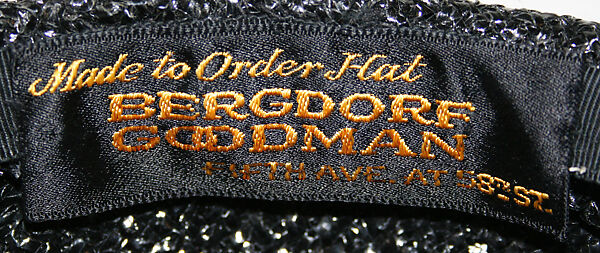 Made to Order Hat
BERGDORF
GOODMAN
FIFTH AVE. AT 58TH ST.